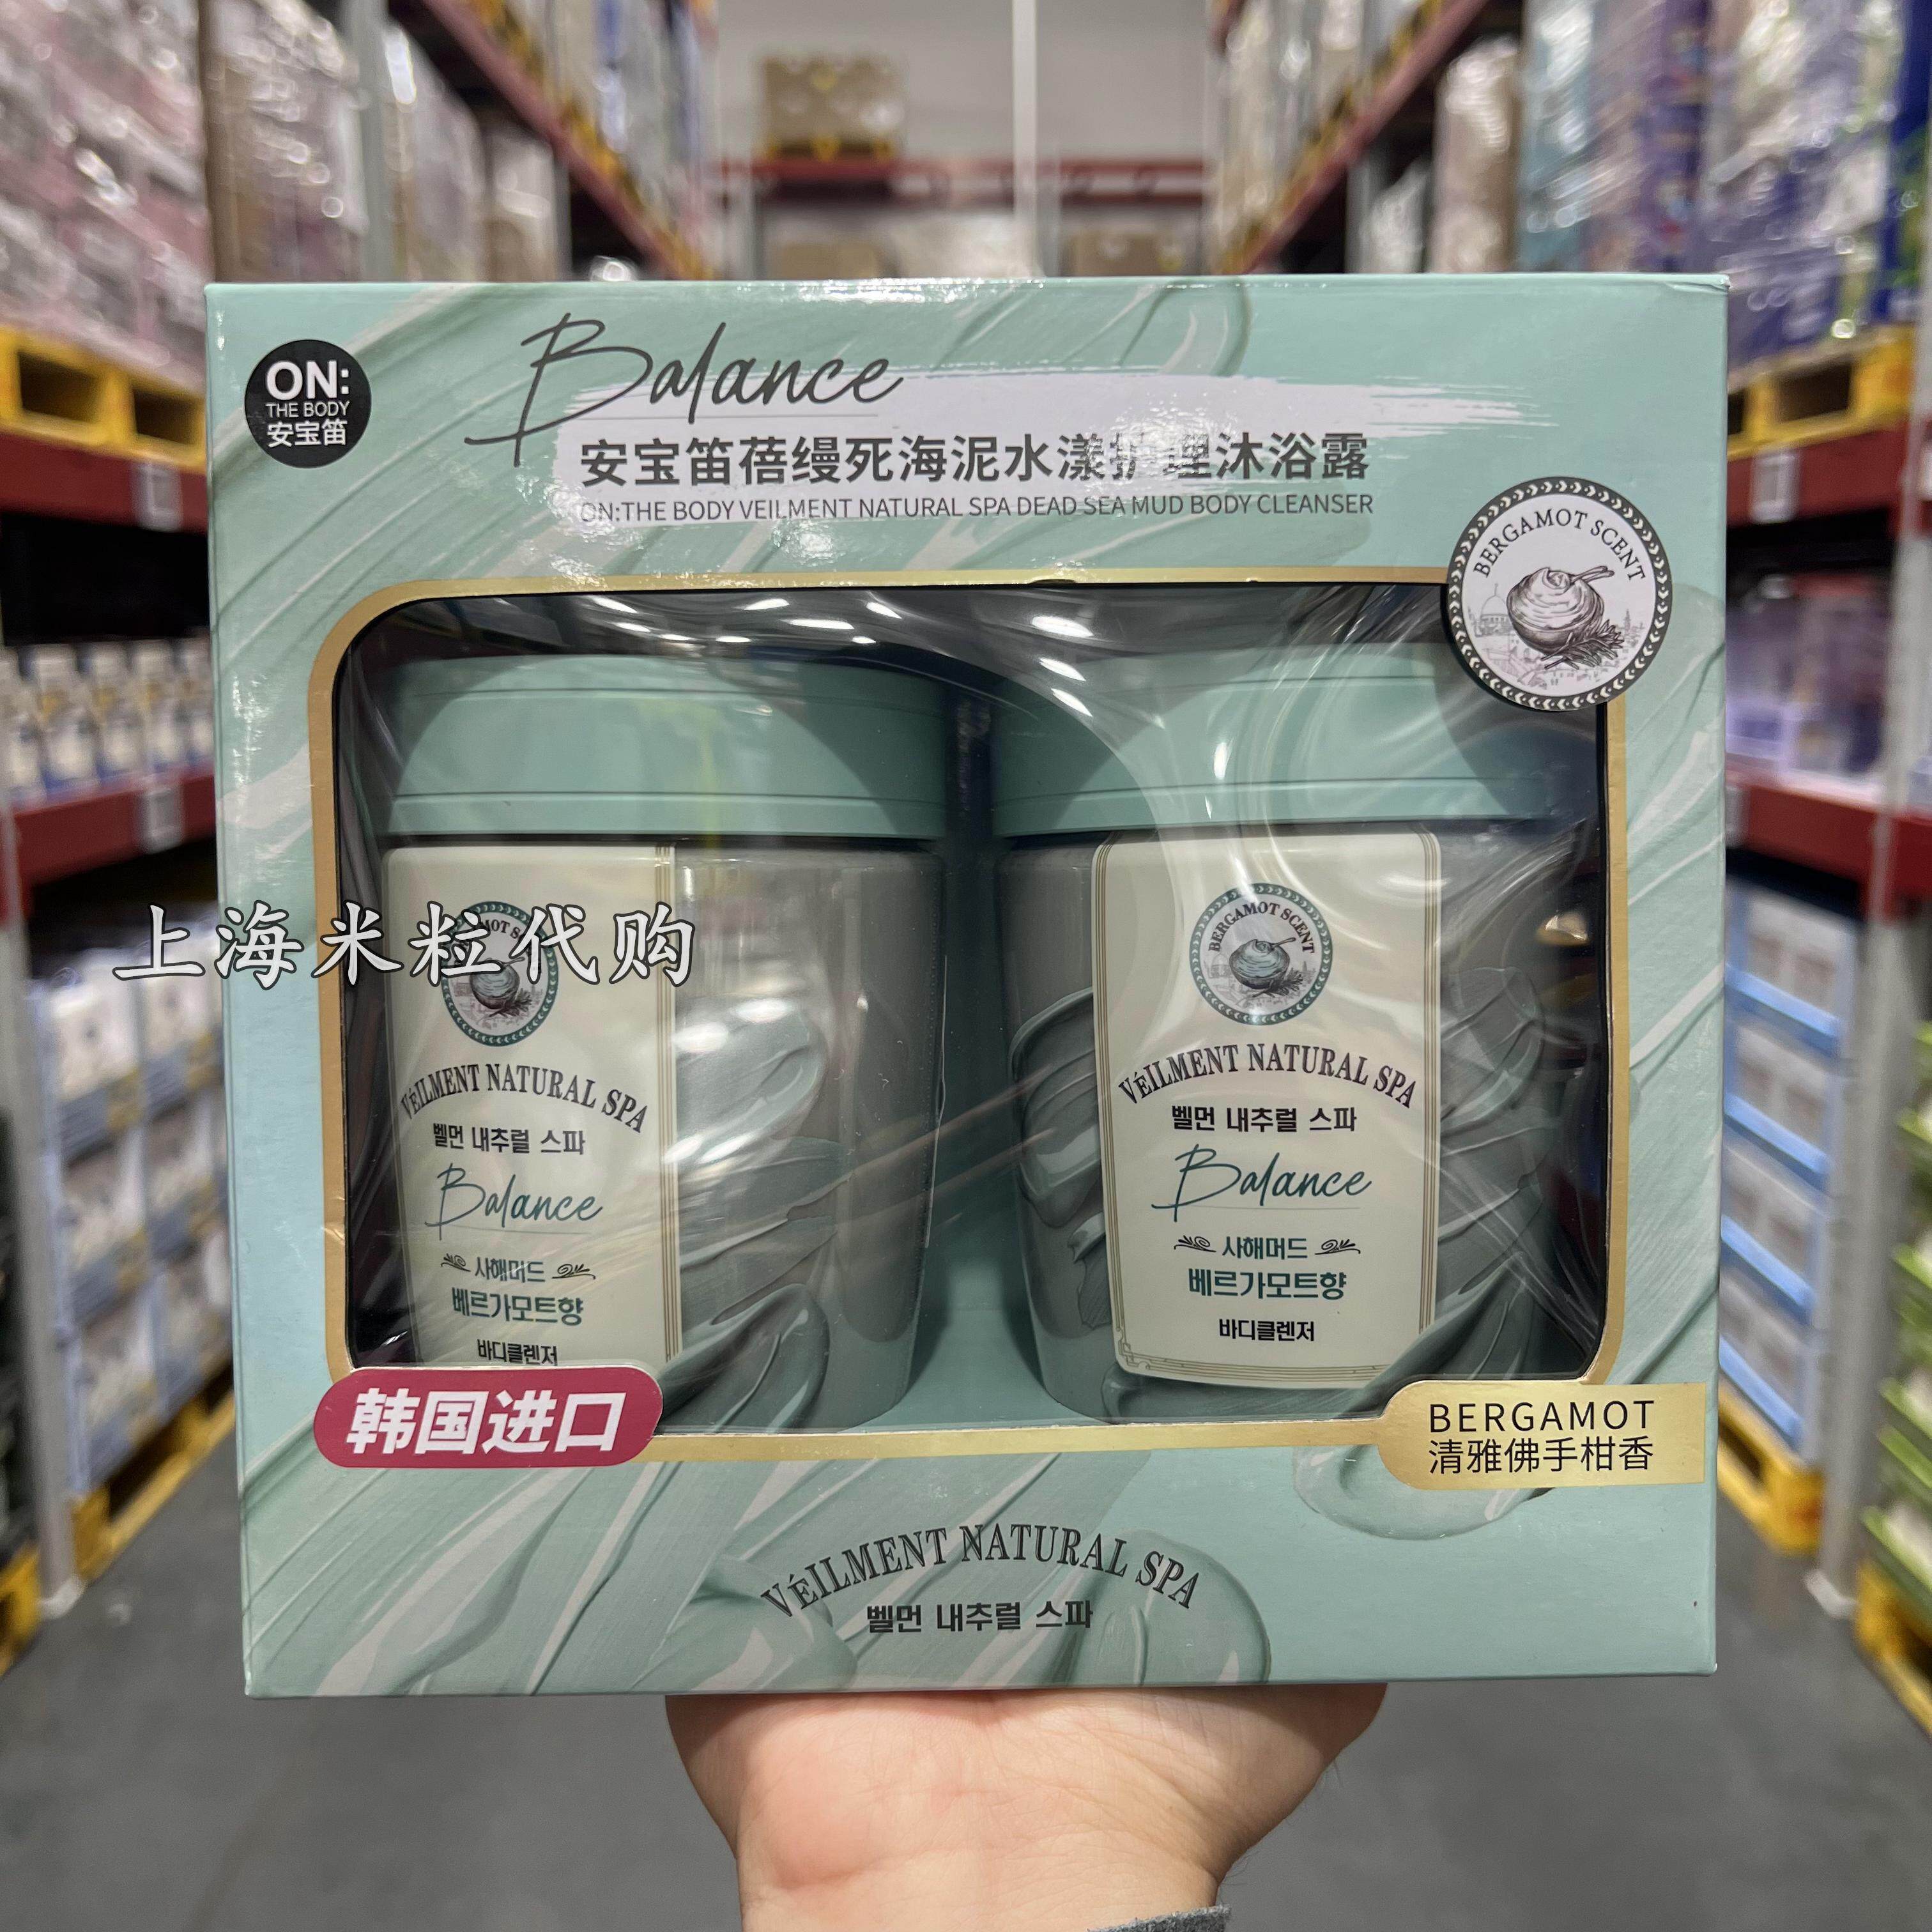 ON:
THE BODY
安宝笛
Balance
安宝笛蓓缦死海泥水漾护理沐浴露
ON:THE BODY VEILMENT NATURAL SPA DEAD SEA MUD BODY CLEANSER
BERGAMOT SCENT
上海米粒代购
VÉILMENT NATURAL SPA
벨먼 내추럴 스파
Balance
사해머드
베르가모트향
바디클렌저
BERGAMOT SCENT
VÉILMENT NATURAL SPA
벨먼 내추럴 스파
Balance
사해머드
베르가모트향
바디클렌저
韩国进口
BERGAMOT
清雅佛手柑香
VÉILMENT NATURAL SPA
벨먼 내추럴 스파